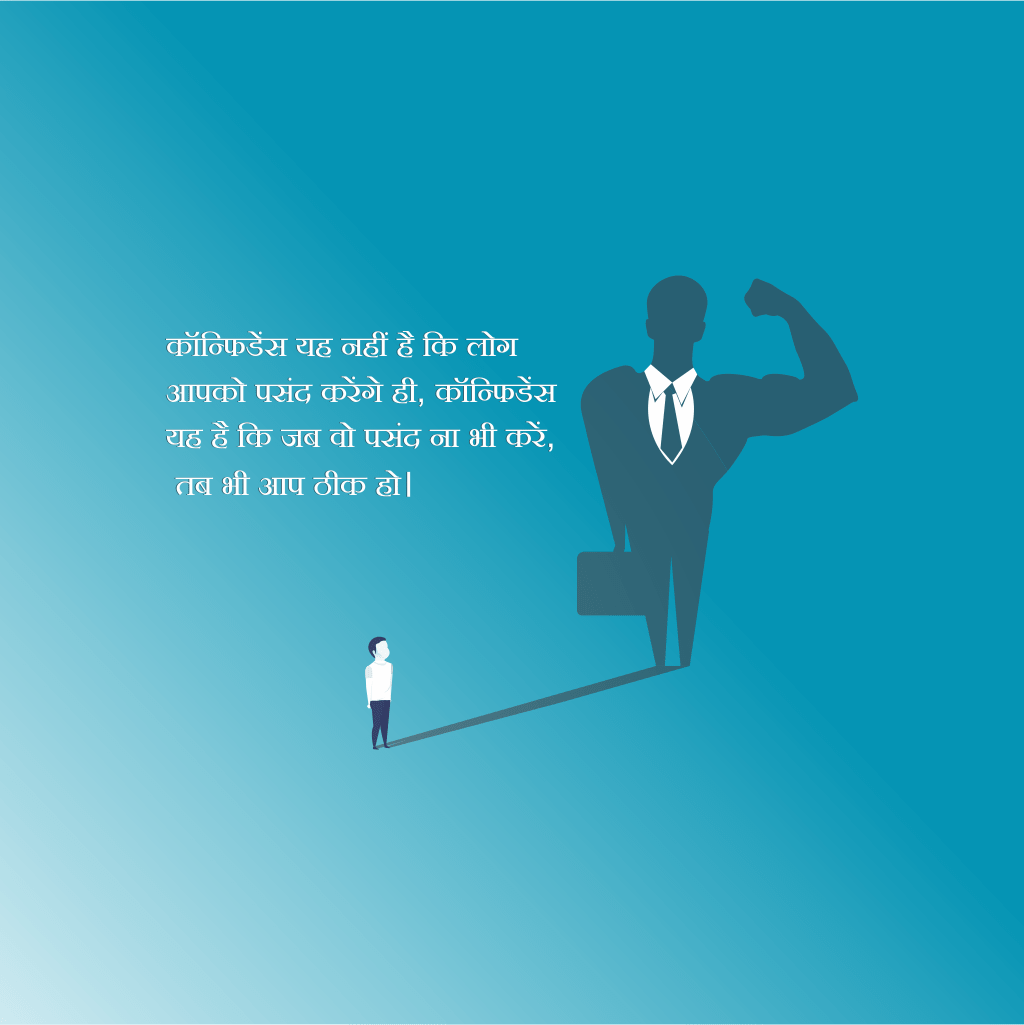 कॉन्फिडेंस यह नहीं है कि लोग
आपको पसंद करेंगे ही, कॉन्फिडेंस
यह है कि जब वो पसंद ना भी करें,
तब भी आप ठीक हो|